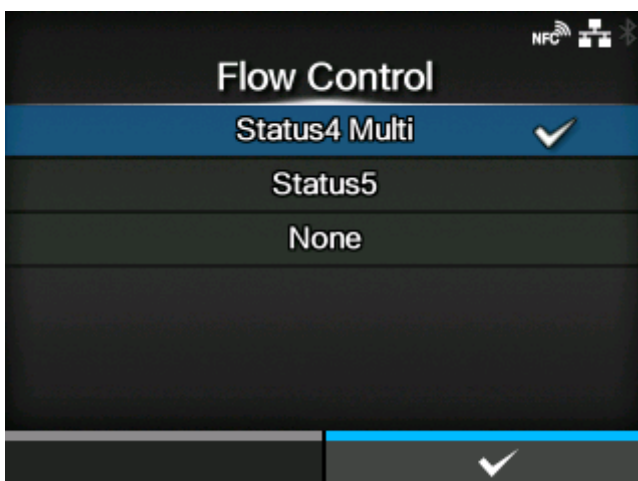 NFC
Flow Control
Status4 Multi
Status5
None